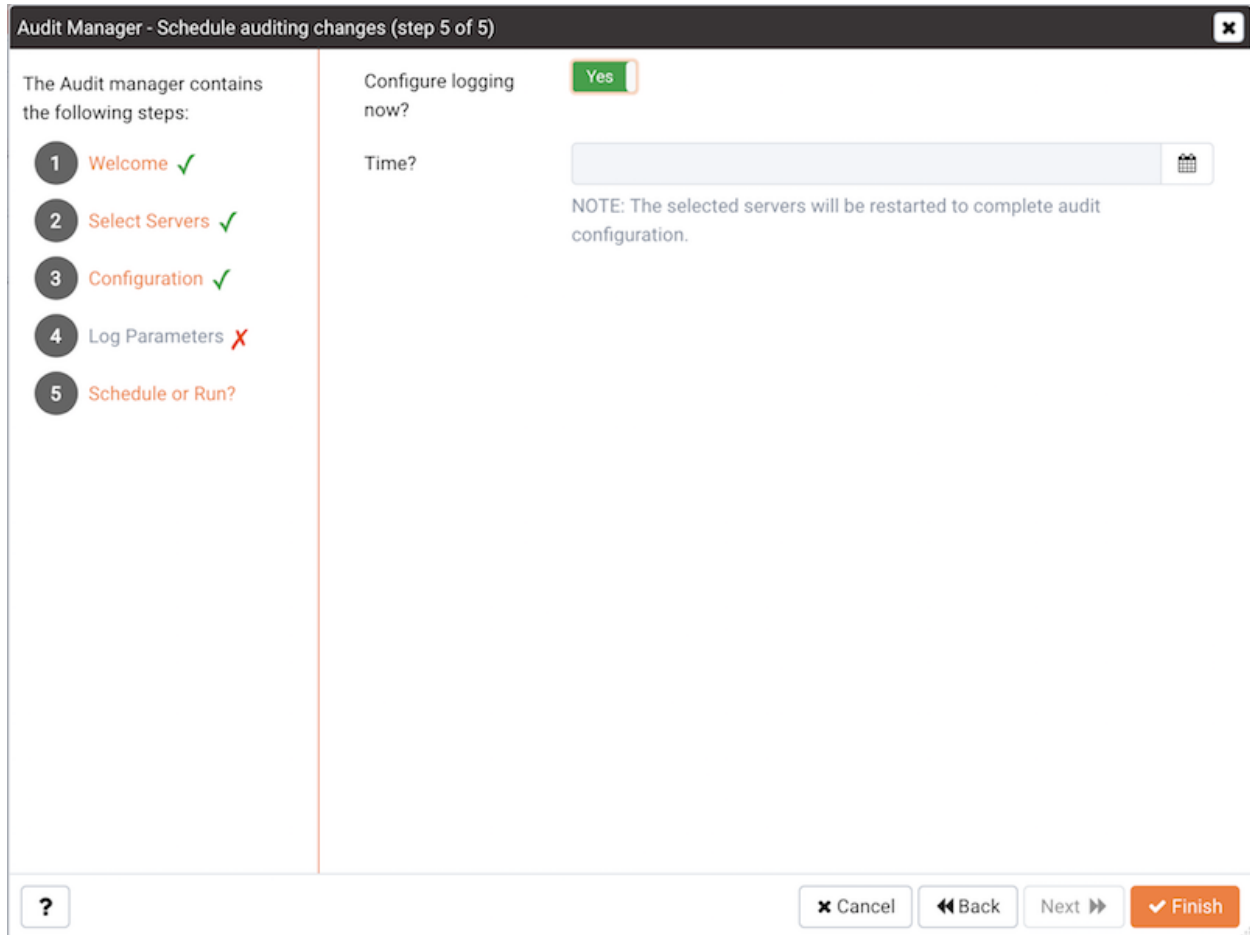 Audit Manager - Schedule auditing changes (step 5 of 5)
The Audit manager contains
the following steps:
1 Welcome
2 Select Servers
3 Configuration
4 Log Parameters
5 Schedule or Run?
Configure logging
now?
Yes
Time?
NOTE: The selected servers will be restarted to complete audit
configuration.
?
Cancel
Back
Next
Finish